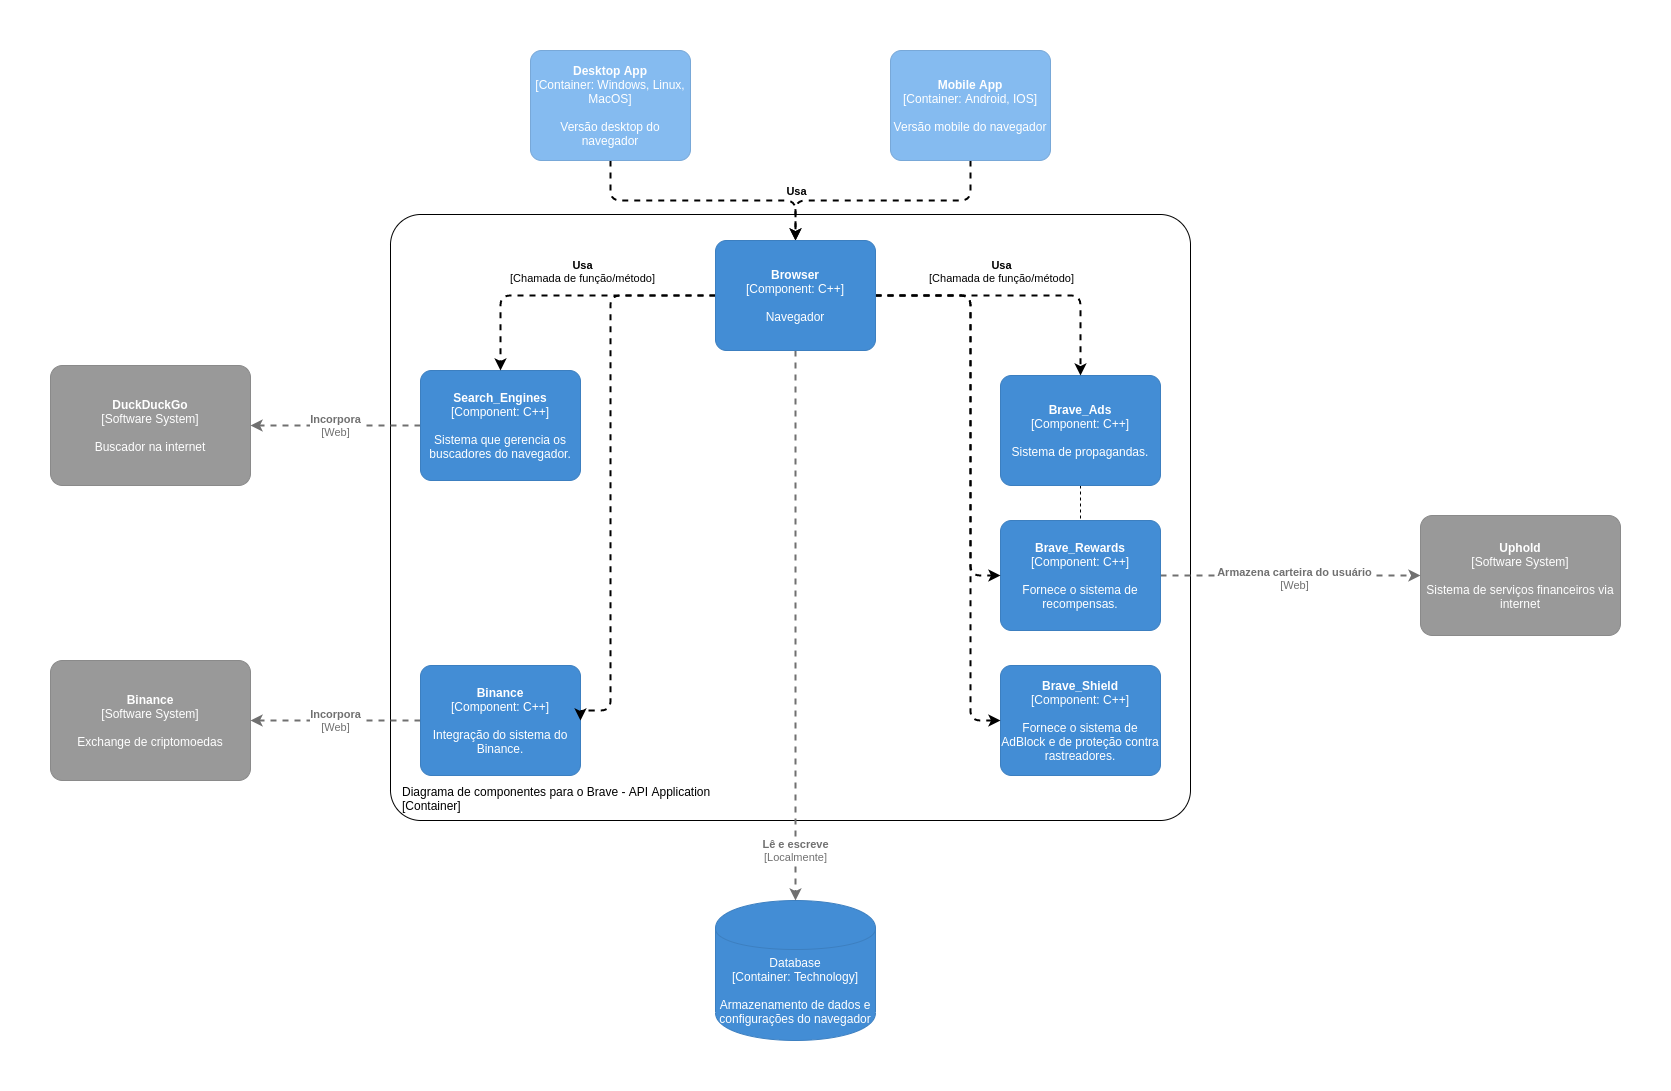 Desktop App
[Container: Windows, Linux,
MacOS]
Versão desktop do
navegador
Mobile App
[Container: Android, IOS]
Versão mobile do navegador
Usa
Browser
[Component: C++]
Navegador
Usa
[Chamada de função/método]
Usa
[Chamada de função/método]
DuckDuckGo
[Software System]
Buscador na internet
Incorpora
[Web]
Search_Engines
[Component: C++]
Sistema que gerencia os
buscadores do navegador.
Brave_Ads
[Component: C++]
Sistema de propagandas.
Brave_Rewards
[Component: C++]
Fornece o sistema de
recompensas.
Armazena carteira do usuário
[Web]
Uphold
[Software System]
Sistema de serviços financeiros via
internet
Binance
[Software System]
Exchange de criptomoedas
Incorpora
[Web]
Binance
[Component: C++]
Integração do sistema do
Binance.
Brave_Shield
[Component: C++]
Fornece o sistema de
AdBlock e de proteção contra
rastreadores.
Diagrama de componentes para o Brave - API Application
[Container]
Lê e escreve
[Localmente]
Database
[Container: Technology]
Armazenamento de dados e
configurações do navegador